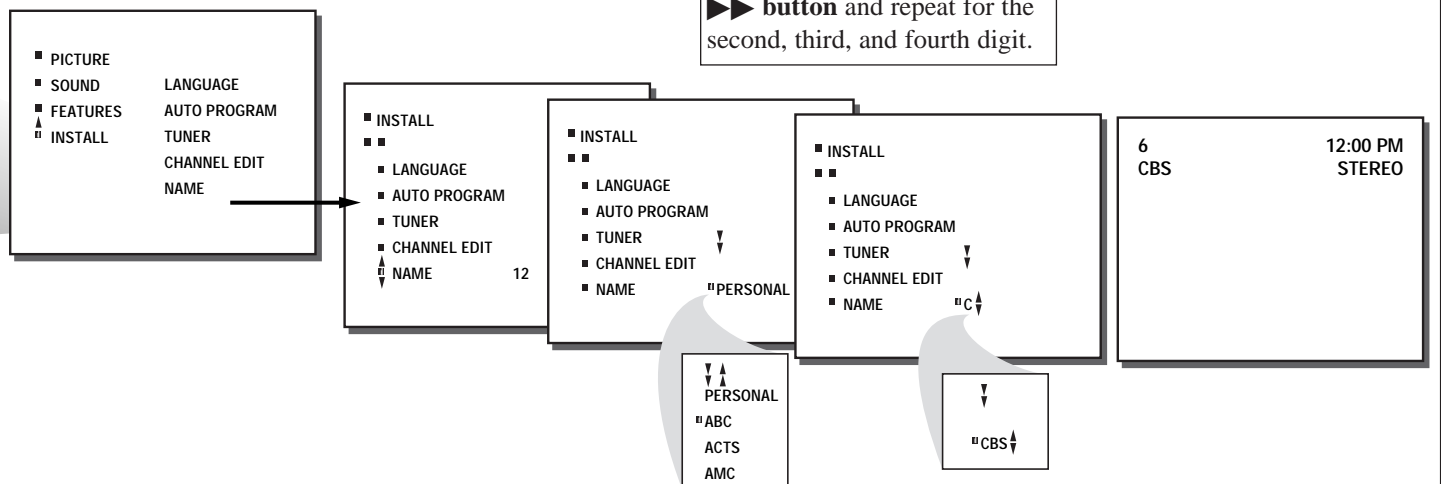 ▶▶ button and repeat for the
second, third, and fourth digit.
PICTURE
SOUND
FEATURES
INSTALL
LANGUAGE
AUTO PROGRAM
TUNER
CHANNEL EDIT
NAME
INSTALL
LANGUAGE
AUTO PROGRAM
TUNER
CHANNEL EDIT
NAME 12
INSTALL
LANGUAGE
AUTO PROGRAM
TUNER
CHANNEL EDIT
NAME PERSONAL
PERSONAL
ABC
ACTS
AMC
INSTALL
LANGUAGE
AUTO PROGRAM
TUNER
CHANNEL EDIT
NAME C
CBS
6 12:00 PM
CBS STEREO